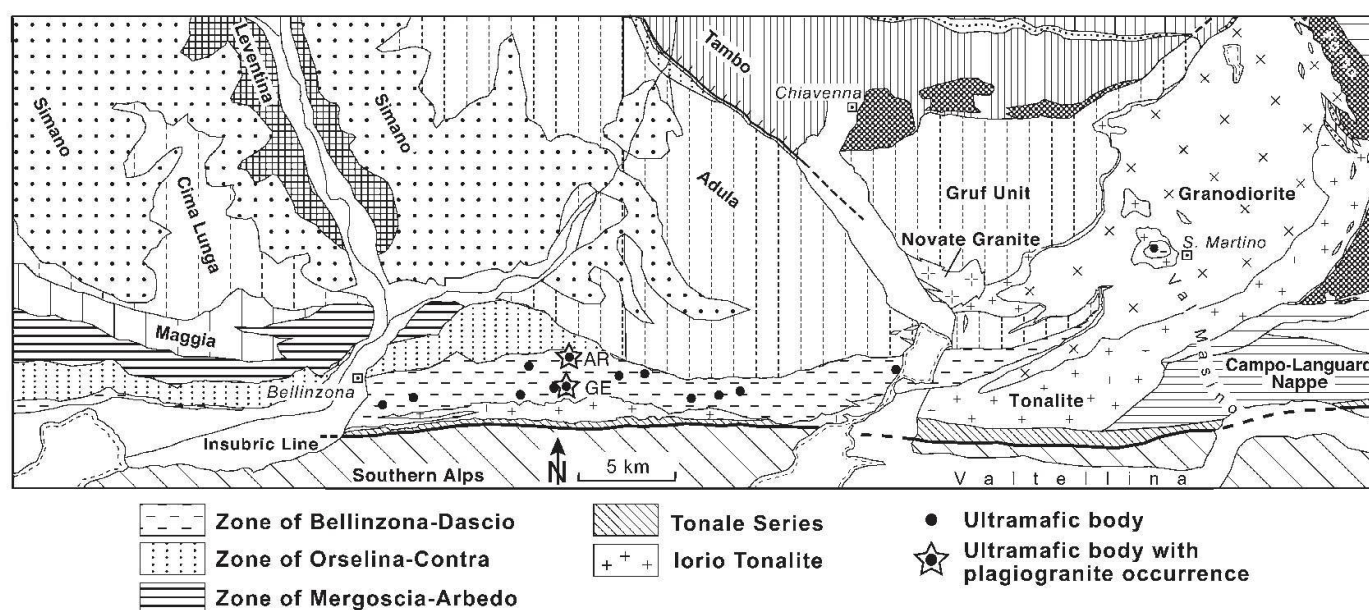 Leventina
Tambo
Chiavenna
Simano
Simano
Cima Lunga
Adula
Gruf Unit
Granodiorite
Novate Granite
S. Martino
Maggia
Val Masino
AR
GE
Bellinzona
Campo-Languard
Nappe
Tonalite
Insubric Line
Southern Alps
N
5 km
Valtellina
Zone of Bellinzona-Dascio
Zone of Orselina-Contra
Zone of Mergoscia-Arbedo
Tonale Series
Iorio Tonalite
Ultramafic body
Ultramafic body with
plagiogranite occurrence